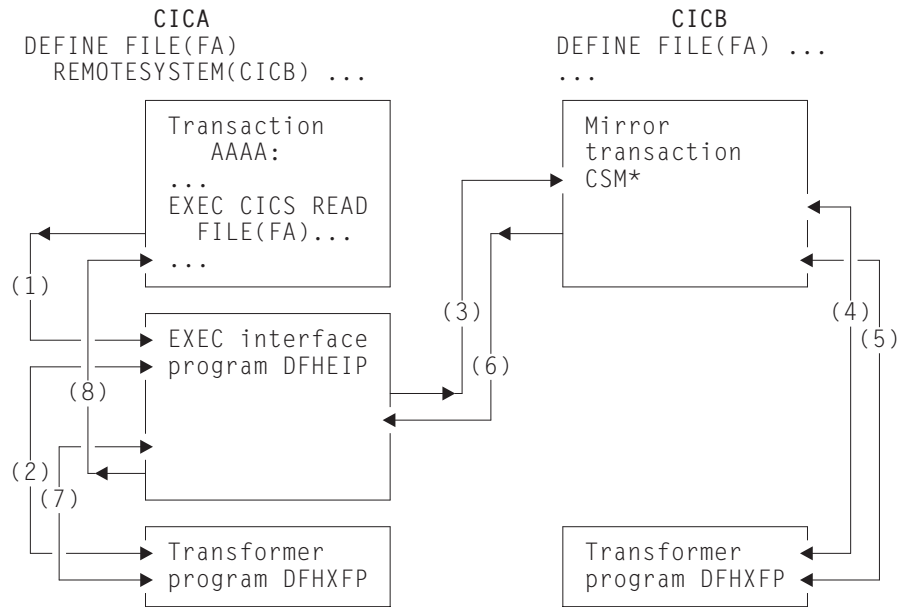 CICA
DEFINE FILE(FA)
REMOTESYSTEM(CICB) ...
CICB
DEFINE FILE(FA) ...
...
Transaction
AAAA:
...
EXEC CICS READ
FILE(FA)...
...
Mirror
transaction
CSM*
(1)
(3)
(4)
(5)
EXEC interface
program DFHEIP
(6)
(8)
(2)
(7)
Transformer
program DFHXFP
Transformer
program DFHXFP